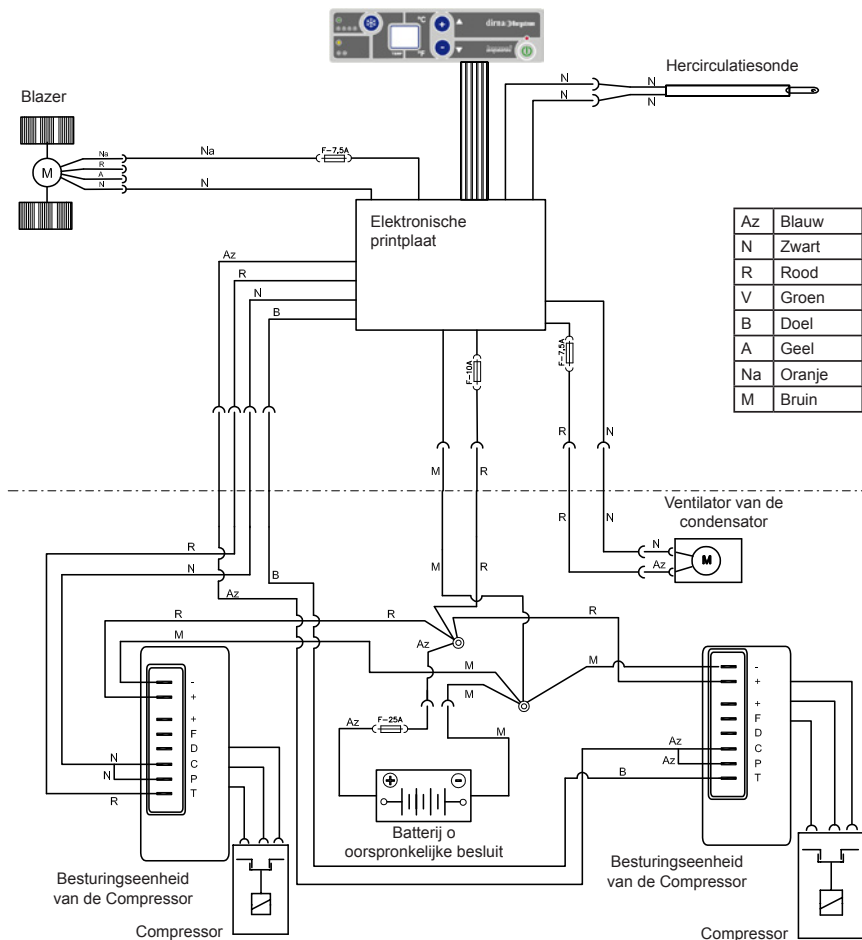 °C
dirna Bergstrom
°F
Hercirculatiesonde
N
N
N
N
Blazer
Na
R
A
N
Na
F-7,5A
N
M
Elektronische
printplaat
Az Blauw
N Zwart
R Rood
V Groen
B Doel
A Geel
Na Oranje
M Bruin
Az
R
N
B
F-10A
F-7,5A
M
R
R
N
Ventilator van de
condensator
R
N
N
Az
M
R
N
B
Az
M
R
R
M
R
Az
R
M
M
M
-
+
+
F
D
C
P
T
N
N
R
Az
F-25A
M
+
-
Batterij o
oorspronkelijke besluit
Az
Az
B
-
+
+
F
D
C
P
T
Besturingseenheid
van de Compressor
Compressor
Besturingseenheid
van de Compressor
Compressor